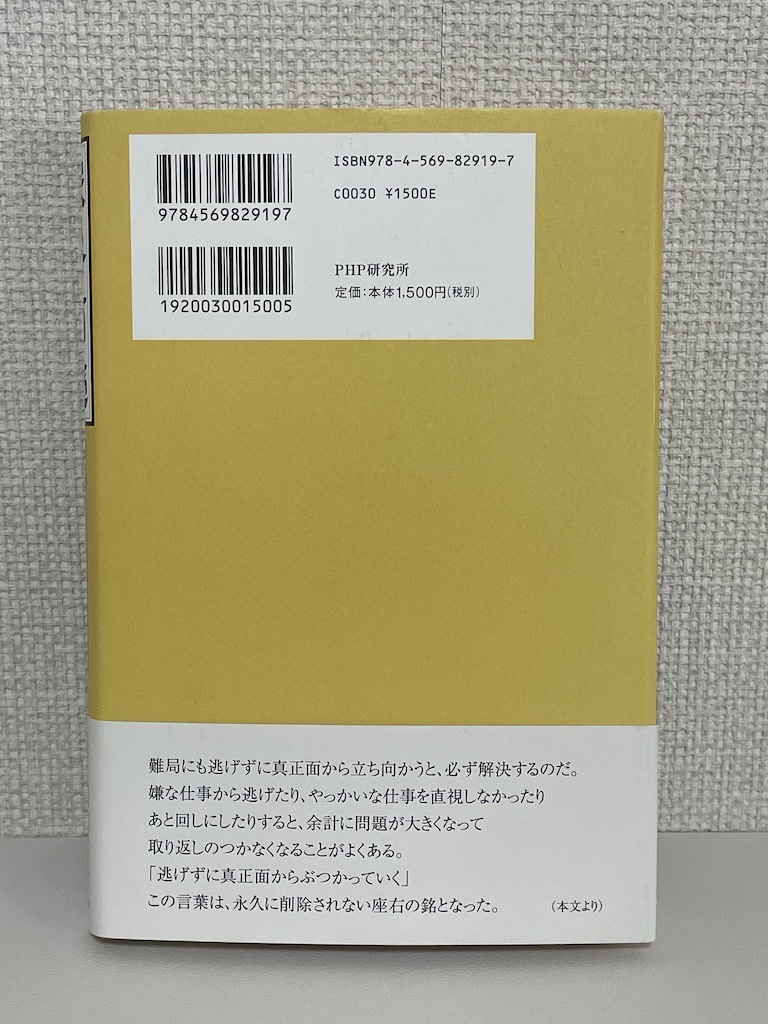 ISBN978-4-569-82919-7
C0030 ¥1500E
9784569829197
1920030015005
PHP研究所
定価：本体1,500円(税別)
難局にも逃げずに真正面から立ち向かうと、必ず解決するのだ。
嫌な仕事から逃げたり、やっかいな仕事を直視しなかったり
あと回しにしたりすると、余計に問題が大きくなって
取り返しのつかなくなることがよくある。
「逃げずに真正面からぶつかっていく」
この言葉は、永久に削除されない座右の銘となった。 （本文より）